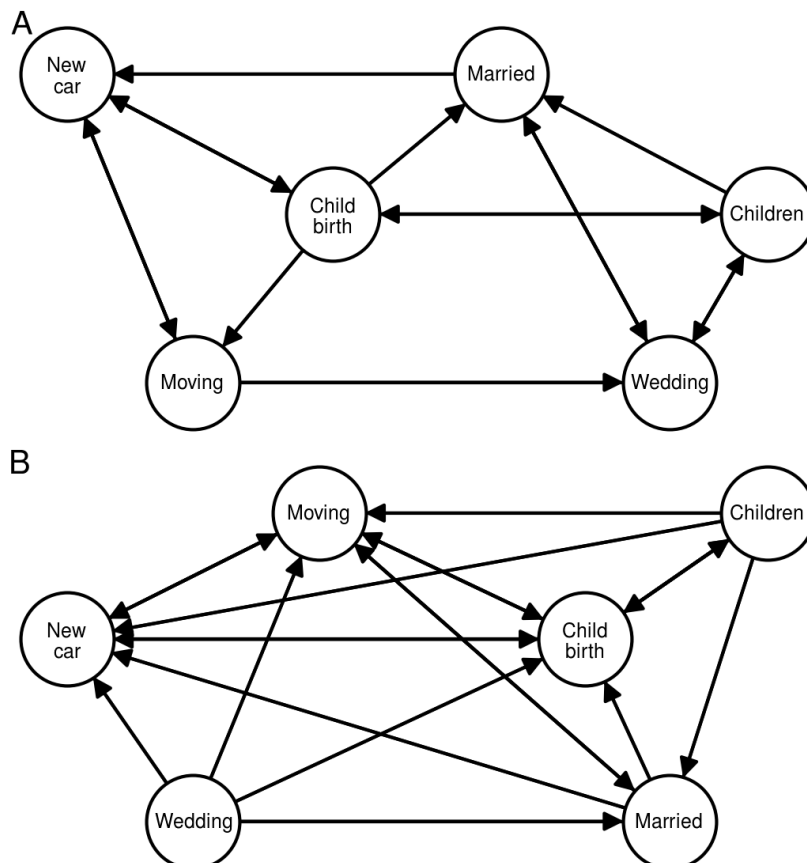 A
New
car
Married
Child
birth
Children
Moving
Wedding
B
Moving
Children
New
car
Child
birth
Wedding
Married